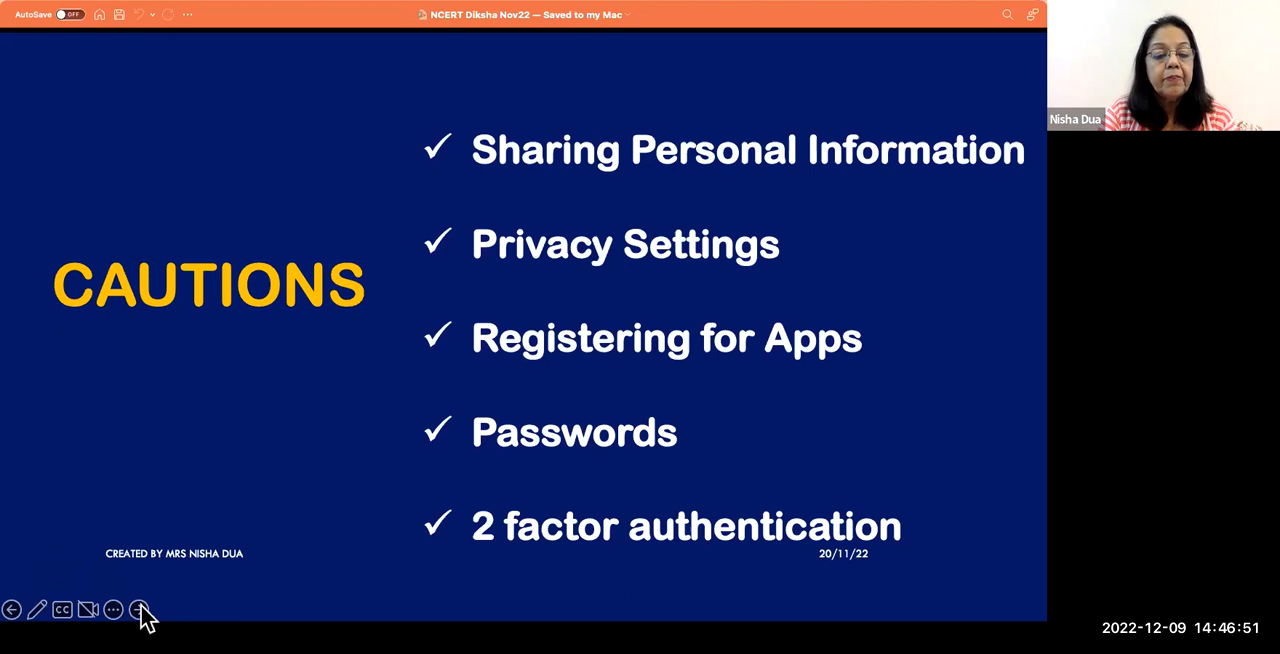 AutoSave OFF
NCERT Diksha Nov22 — Saved to my Mac
Nisha Dua
CAUTIONS
✓ Sharing Personal Information
✓ Privacy Settings
✓ Registering for Apps
✓ Passwords
✓ 2 factor authentication
CREATED BY MRS NISHA DUA
20/11/22
CC
2022-12-09 14:46:51